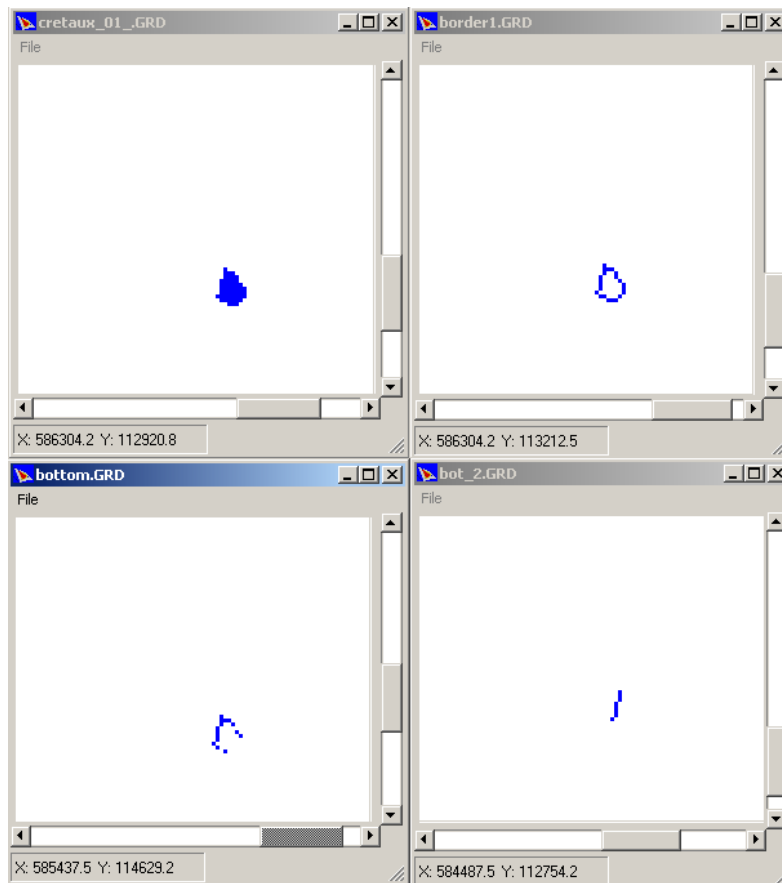 cretaux_01_.GRD
File
X: 586304.2 Y: 112920.8
border1.GRD
File
X: 586304.2 Y: 113212.5
bottom.GRD
File
X: 585437.5 Y: 114629.2
bot_2.GRD
File
X: 584487.5 Y: 112754.2